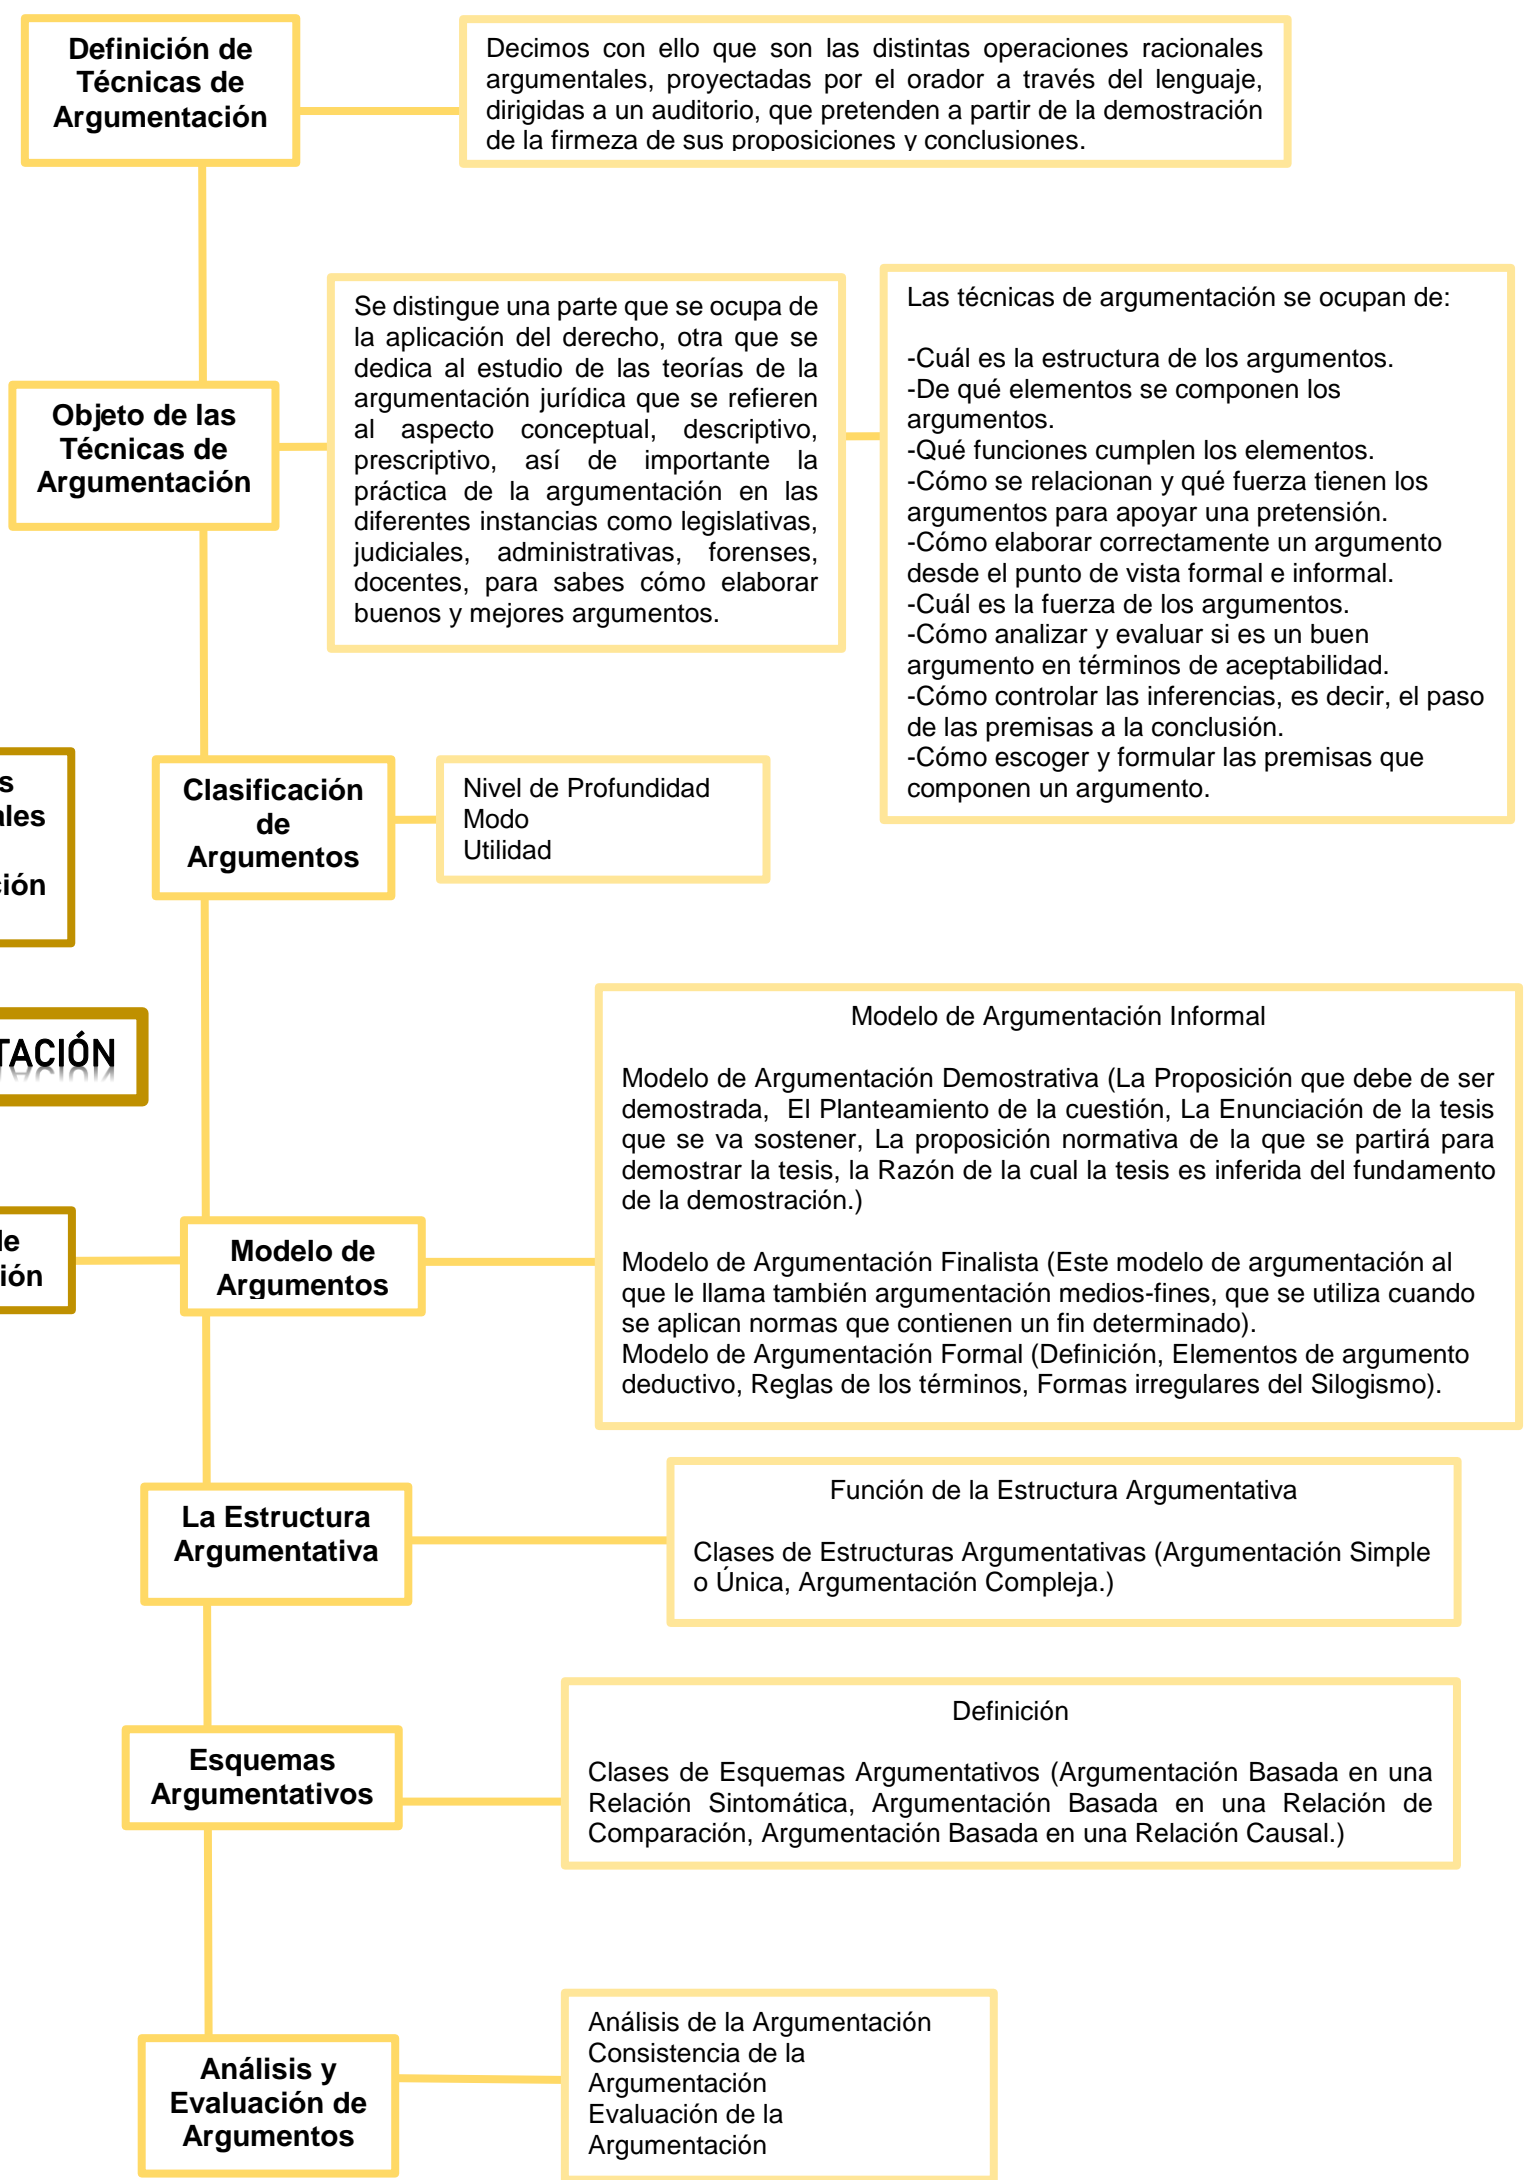 Definición de
Técnicas de
Argumentación
Decimos con ello que son las distintas operaciones racionales
argumentales, proyectadas por el orador a través del lenguaje,
dirigidas a un auditorio, que pretenden a partir de la demostración
de la firmeza de sus proposiciones y conclusiones.
Objeto de las
Técnicas de
Argumentación
Se distingue una parte que se ocupa de
la aplicación del derecho, otra que se
dedica al estudio de las teorías de la
argumentación jurídica que se refieren
al aspecto conceptual, descriptivo,
prescriptivo, así de importante la
práctica de la argumentación en las
diferentes instancias como legislativas,
judiciales, administrativas, forenses,
docentes, para sabes cómo elaborar
buenos y mejores argumentos.
Las técnicas de argumentación se ocupan de:
-Cuál es la estructura de los argumentos.
-De qué elementos se componen los
argumentos.
-Qué funciones cumplen los elementos.
-Cómo se relacionan y qué fuerza tienen los
argumentos para apoyar una pretensión.
-Cómo elaborar correctamente un argumento
desde el punto de vista formal e informal.
-Cuál es la fuerza de los argumentos.
-Cómo analizar y evaluar si es un buen
argumento en términos de aceptabilidad.
-Cómo controlar las inferencias, es decir, el paso
de las premisas a la conclusión.
-Cómo escoger y formular las premisas que
componen un argumento.
Clasificación
de
Argumentos
Nivel de Profundidad
Modo
Utilidad
TACIÓN
Modelo de
Argumentos
Modelo de Argumentación Informal
Modelo de Argumentación Demostrativa (La Proposición que debe de ser
demostrada, El Planteamiento de la cuestión, La Enunciación de la tesis
que se va sostener, La proposición normativa de la que se partirá para
demostrar la tesis, la Razón de la cual la tesis es inferida del fundamento
de la demostración.)
Modelo de Argumentación Finalista (Este modelo de argumentación al
que le llama también argumentación medios-fines, que se utiliza cuando
se aplican normas que contienen un fin determinado).
Modelo de Argumentación Formal (Definición, Elementos de argumento
deductivo, Reglas de los términos, Formas irregulares del Silogismo).
La Estructura
Argumentativa
Función de la Estructura Argumentativa
Clases de Estructuras Argumentativas (Argumentación Simple
o Única, Argumentación Compleja.)
Esquemas
Argumentativos
Definición
Clases de Esquemas Argumentativos (Argumentación Basada en una
Relación Sintomática, Argumentación Basada en una Relación de
Comparación, Argumentación Basada en una Relación Causal.)
Análisis y
Evaluación de
Argumentos
Análisis de la Argumentación
Consistencia de la
Argumentación
Evaluación de la
Argumentación